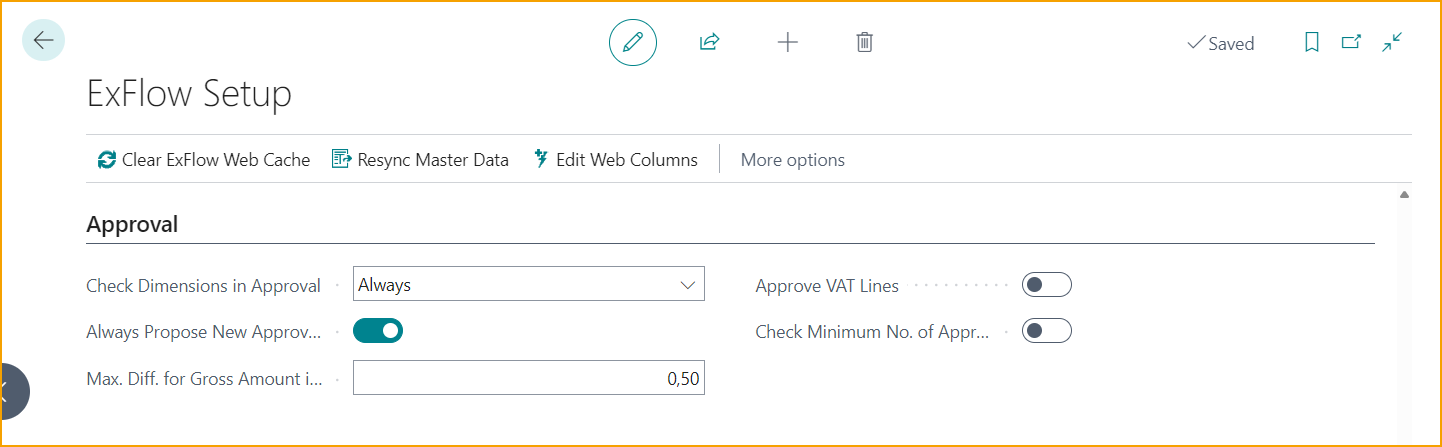 Saved
ExFlow Setup
Clear ExFlow Web Cache Resync Master Data Edit Web Columns More options
Approval
Check Dimensions in Approval Always Approve VAT Lines
Always Propose New Approv... Check Minimum No. of Appr...
Max. Diff. for Gross Amount i... 0,50